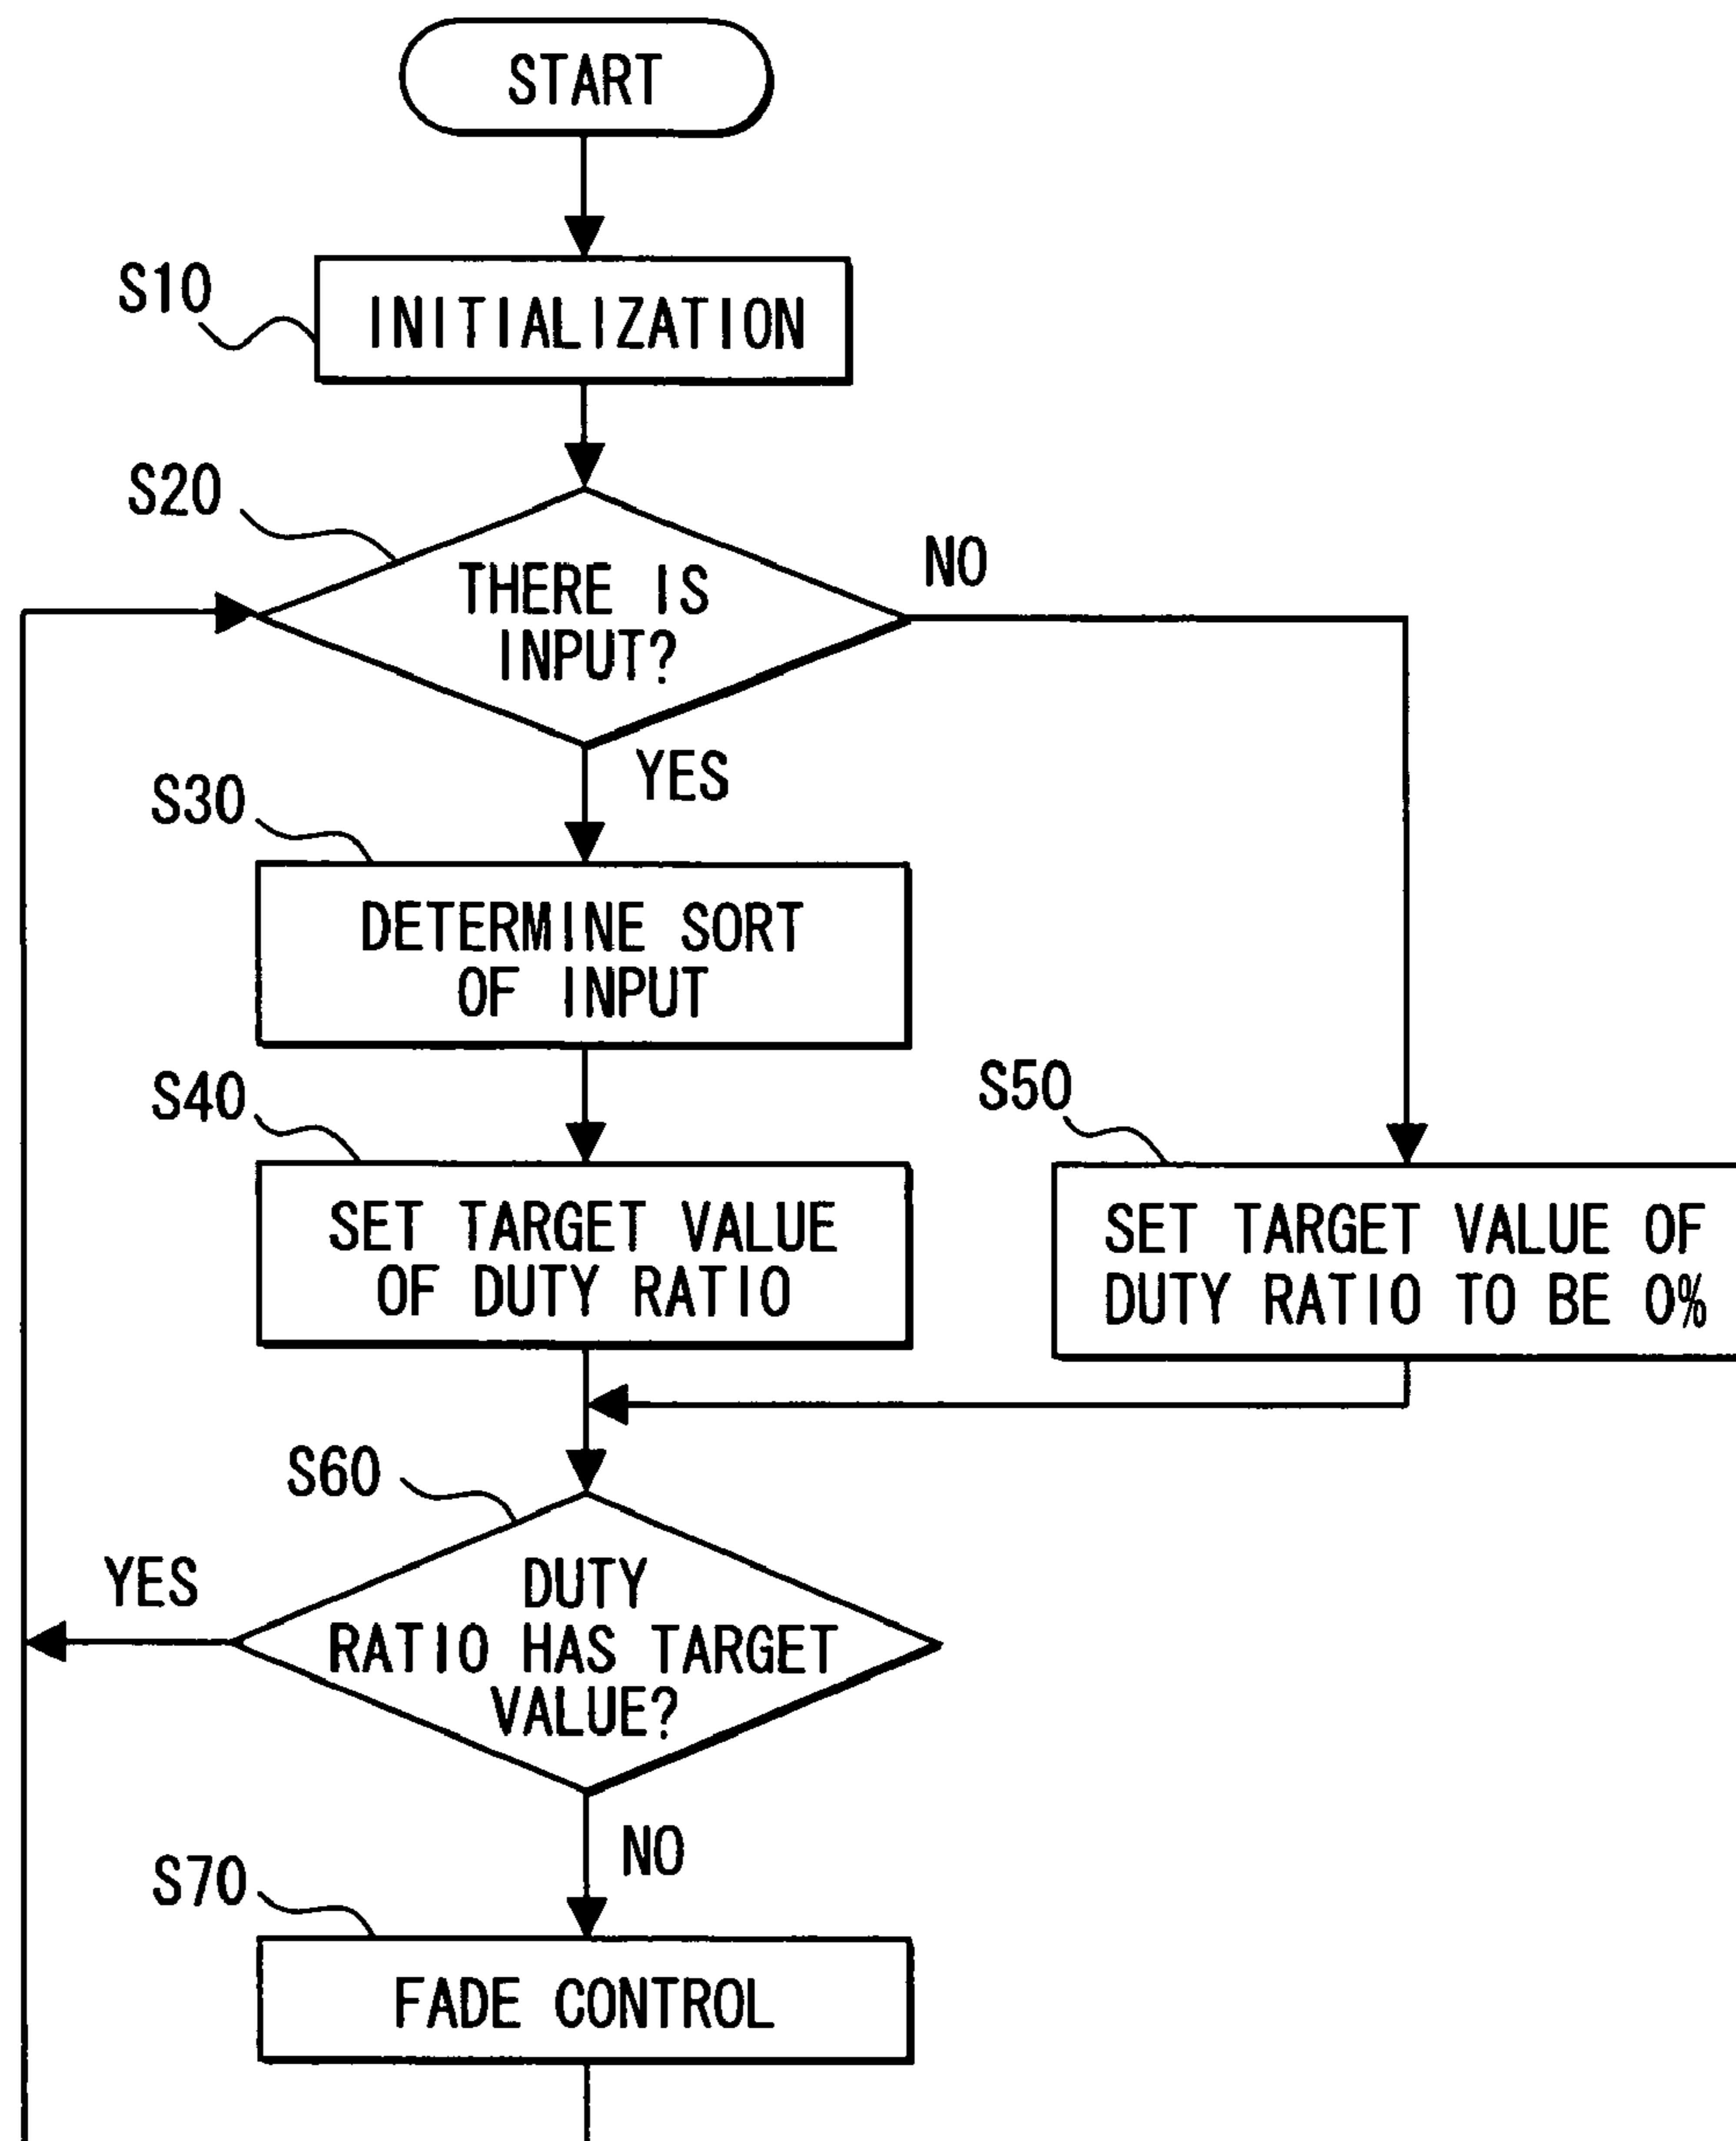 START
S10
INITIALIZATION
S20
THERE IS
INPUT?
NO
YES
S30
DETERMINE SORT
OF INPUT
S40
SET TARGET VALUE
OF DUTY RATIO
S50
SET TARGET VALUE OF
DUTY RATIO TO BE 0%
S60
DUTY
RATIO HAS TARGET
VALUE?
YES
NO
S70
FADE CONTROL